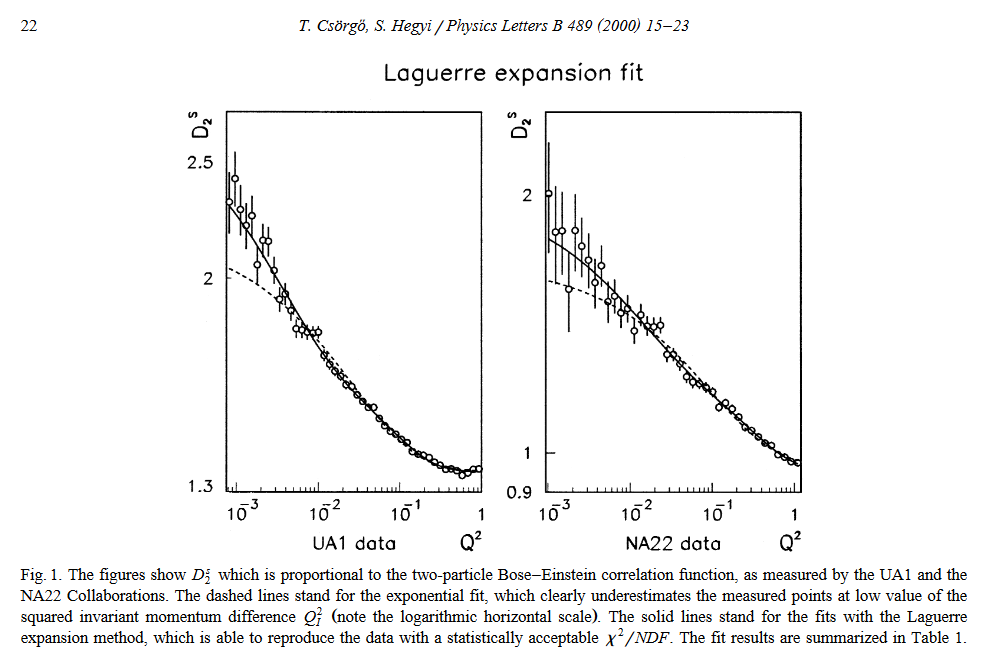 22
T. Csörgő, S. Hegyi / Physics Letters B 489 (2000) 15–23
Laguerre expansion fit
D₂ˢ
2.5
2
1.3
10⁻³ 10⁻² 10⁻¹ 1
UA1 data Q²
D₂ˢ
2
1
0.9
10⁻³ 10⁻² 10⁻¹ 1
NA22 data Q²
Fig. 1. The figures show D₂ˢ which is proportional to the two-particle Bose–Einstein correlation function, as measured by the UA1 and the
NA22 Collaborations. The dashed lines stand for the exponential fit, which clearly underestimates the measured points at low value of the
squared invariant momentum difference Q_I² (note the logarithmic horizontal scale). The solid lines stand for the fits with the Laguerre
expansion method, which is able to reproduce the data with a statistically acceptable χ²/NDF. The fit results are summarized in Table 1.